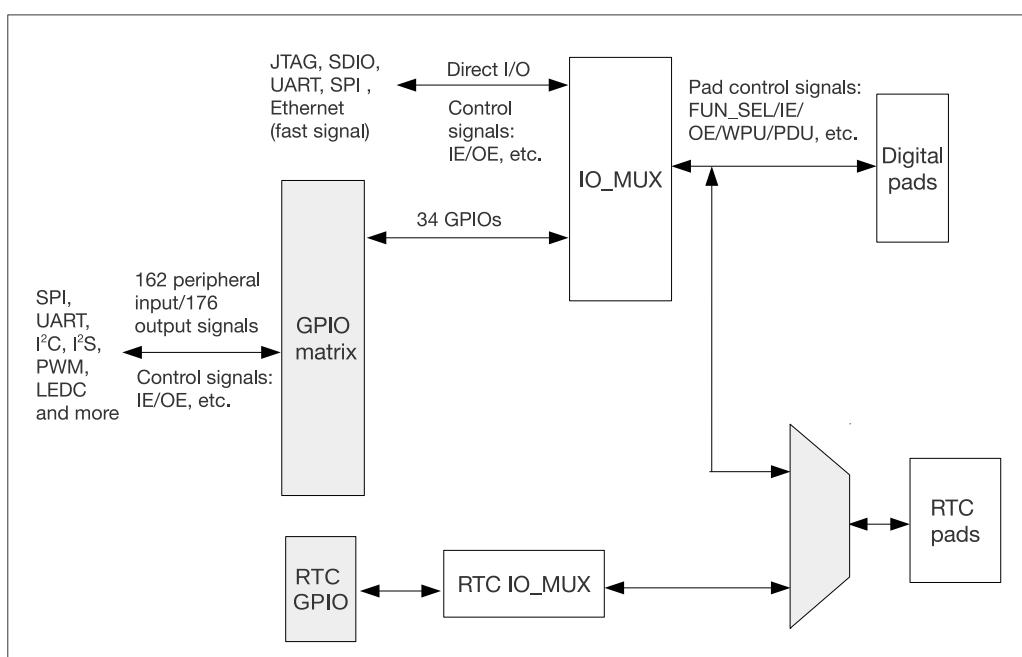 JTAG, SDIO,
UART, SPI ,
Ethernet
(fast signal)
Direct I/O
Control
signals:
IE/OE, etc.
IO_MUX
Pad control signals:
FUN_SEL/IE/
OE/WPU/PDU, etc.
Digital
pads
34 GPIOs
SPI,
UART,
I²C, I²S,
PWM,
LEDC
and more
162 peripheral
input/176
output signals
Control signals:
IE/OE, etc.
GPIO
matrix
RTC
GPIO
RTC IO_MUX
RTC
pads